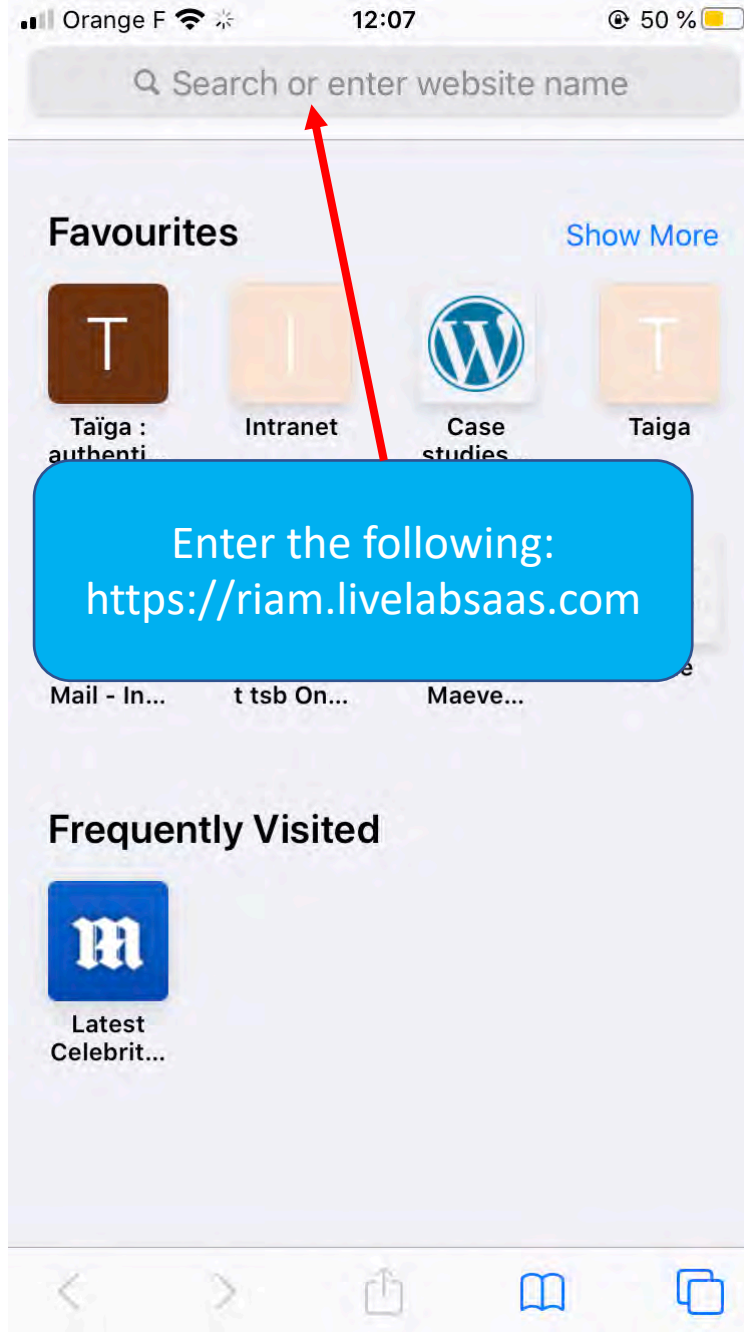 Orange F 12:07 50 %
Search or enter website name
Favourites Show More
T I W T
Taïga : Intranet Case Taiga
authenti... studies...
Enter the following:
https://riam.livelabsaas.com
Mail - In... t tsb On... Maeve...
Frequently Visited
m
Latest
Celebrit...